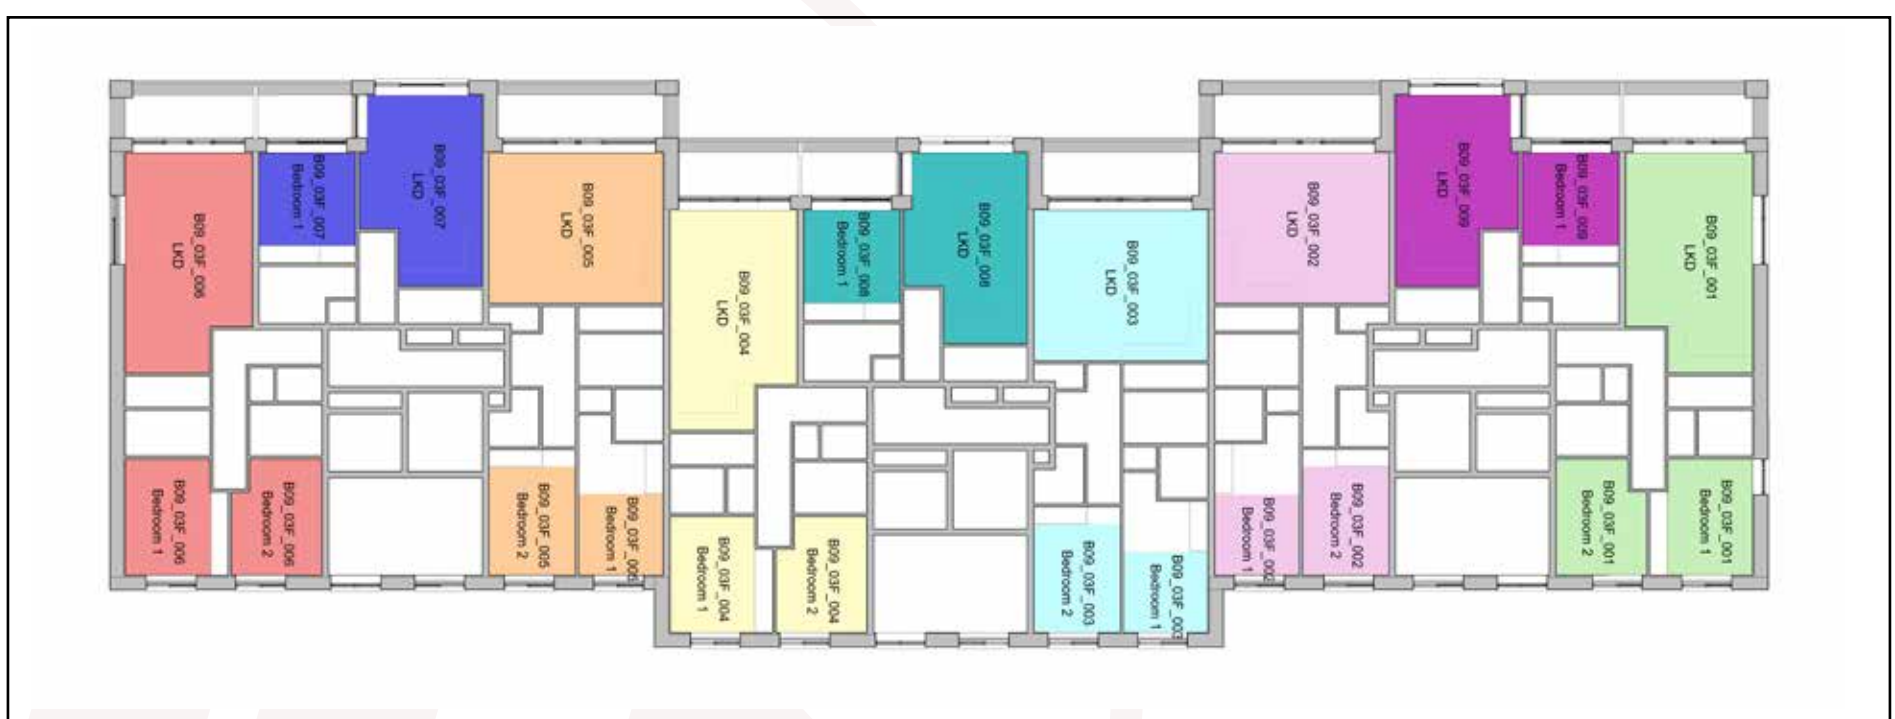 B09_03F_006
LKD
B09_03F_007
Bedroom 1
B09_03F_007
LKD
B09_03F_005
LKD
B09_03F_004
LKD
B09_03F_008
Bedroom 1
B09_03F_008
LKD
B09_03F_003
LKD
B09_03F_002
LKD
B09_03F_009
LKD
B09_03F_009
Bedroom 1
B09_03F_001
LKD
B09_03F_006
Bedroom 1
B09_03F_006
Bedroom 2
B09_03F_005
Bedroom 2
B09_03F_005
Bedroom 1
B09_03F_004
Bedroom 1
B09_03F_004
Bedroom 2
B09_03F_003
Bedroom 2
B09_03F_003
Bedroom 1
B09_03F_002
Bedroom 1
B09_03F_002
Bedroom 2
B09_03F_001
Bedroom 2
B09_03F_001
Bedroom 1